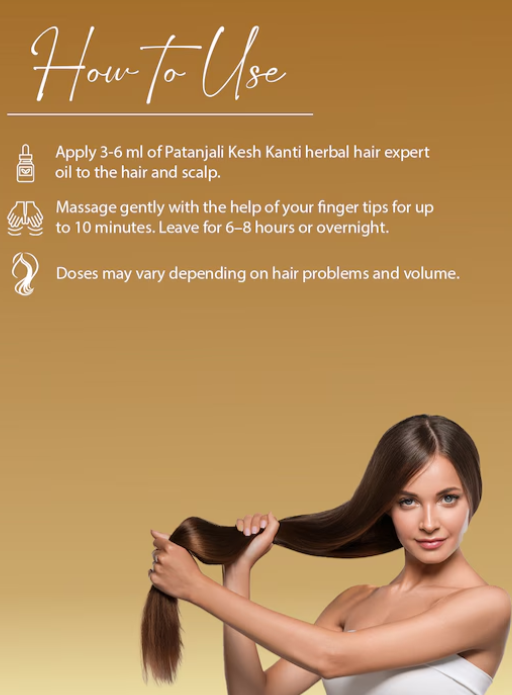 How to Use
Apply 3-6 ml of Patanjali Kesh Kanti herbal hair expert
oil to the hair and scalp.
Massage gently with the help of your finger tips for up
to 10 minutes. Leave for 6–8 hours or overnight.
Doses may vary depending on hair problems and volume.